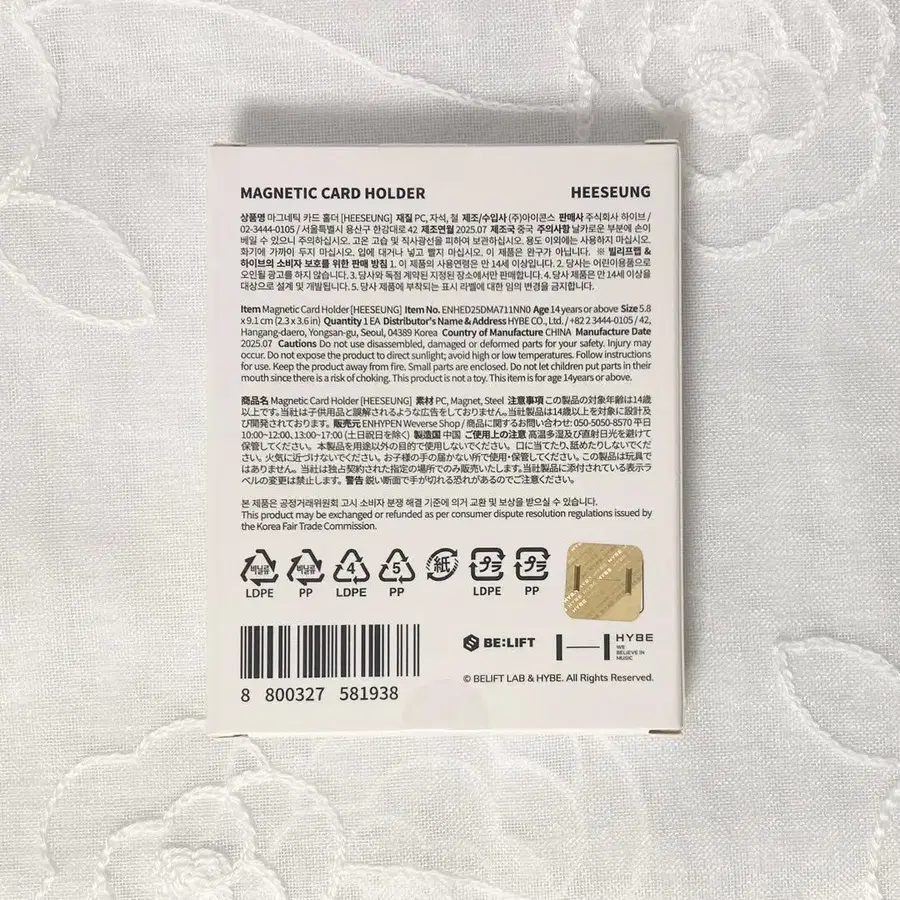 MAGNETIC CARD HOLDER HEESEUNG
상품명 마그네틱 카드 홀더 [HEESEUNG] 재질 PC, 자석, 철 제조/수입사 (주)아이콘스 판매사 주식회사 하이브 /
02-3444-0105 / 서울특별시 용산구 한강대로 42 제조연월 2025.07 제조국 중국 주의사항 날카로운 부분에 손이
베일 수 있으니 주의하십시오. 고온 고습 및 직사광선을 피하여 보관하십시오. 용도 이외에는 사용하지 마십시오.
화기에 가까이 두지 마십시오. 입에 대거나 넣고 빨지 마십시오. 이 제품은 완구가 아닙니다. ※ 빌리프랩 &
하이브의 소비자 보호를 위한 판매 방침 1. 이 제품의 사용연령은 만 14세 이상입니다. 2. 당사는 어린이용품으로
오인될 광고를 하지 않습니다. 3. 당사와 독점 계약된 지정된 장소에서만 판매합니다. 4. 당사 제품은 만 14세 이상을
대상으로 설계 및 개발됩니다. 5. 당사 제품에 부착되는 표시 라벨에 대한 임의 변경을 금지합니다.
Item Magnetic Card Holder [HEESEUNG] Item No. ENHED25DMA711NN0 Age 14 years or above Size 5.8
x 9.1 cm (2.3 x 3.6 in) Quantity 1 EA Distributor's Name & Address HYBE CO., Ltd. / +82 2 3444-0105 / 42,
Hangang-daero, Yongsan-gu, Seoul, 04389 Korea Country of Manufacture CHINA Manufacture Date
2025.07 Cautions Do not use disassembled, damaged or deformed parts for your safety. Injury may
occur. Do not expose the product to direct sunlight; avoid high or low temperatures. Follow instructions
for use. Keep the product away from fire. Small parts are enclosed. Do not let children put parts in their
mouth since there is a risk of choking. This product is not a toy. This item is for age 14years or above.
商品名 Magnetic Card Holder [HEESEUNG] 素材 PC, Magnet, Steel 注意事項 この製品の対象年齢は14歳
以上です。当社は子供用品と誤解されるような広告をしておりません。当社製品は14歳以上を対象に設計及
び開発されています。 販売元 ENHYPEN Weverse Shop / 商品に関するお問い合わせ: 050-5050-8570 平日
10:00~12:00、13:00~17:00 (土日祝日を除く) 製造国 中国 ご使用上の注意 高温多湿及び直射日光を避けて
保管してください。 本製品を用途以外の目的で使用しないでください。 口に当てたり、舐めたりしないでくだ
さい。火気に近づけないでください。お子様の手の届かない所で使用・保管してください。この製品は玩具で
はありません。 当社は独占契約された指定の場所でのみ販売いたします。当社製品に添付されている表示ラ
ベルの変更は禁止します。 警告 鋭い断面で手が切れる恐れがあるのでご注意ください。
본 제품은 공정거래위원회 고시 소비자 분쟁 해결 기준에 의거 교환 및 보상을 받으실 수 있습니다.
This product may be exchanged or refunded as per consumer dispute resolution regulations issued by
the Korea Fair Trade Commission.
비닐류 비닐류 4 5 紙 プラ プラ
LDPE PP LDPE PP LDPE PP
HYBE
BE:LIFT HYBE
WE
BELIEVE IN
MUSIC
© BELIFT LAB & HYBE. All Rights Reserved.
8 800327 581938